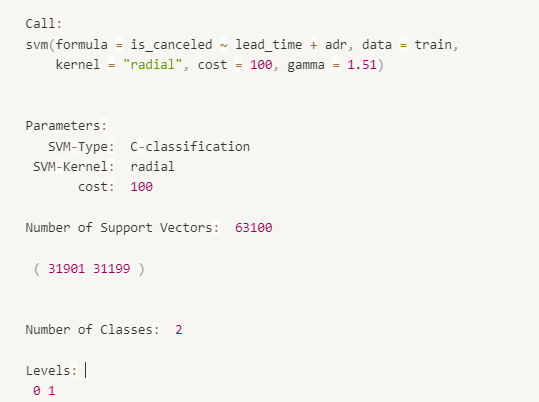 Call:
svm(formula = is_canceled ~ lead_time + adr, data = train,
kernel = "radial", cost = 100, gamma = 1.51)
Parameters:
SVM-Type: C-classification
SVM-Kernel: radial
cost: 100
Number of Support Vectors: 63100
( 31901 31199 )
Number of Classes: 2
Levels:
0 1